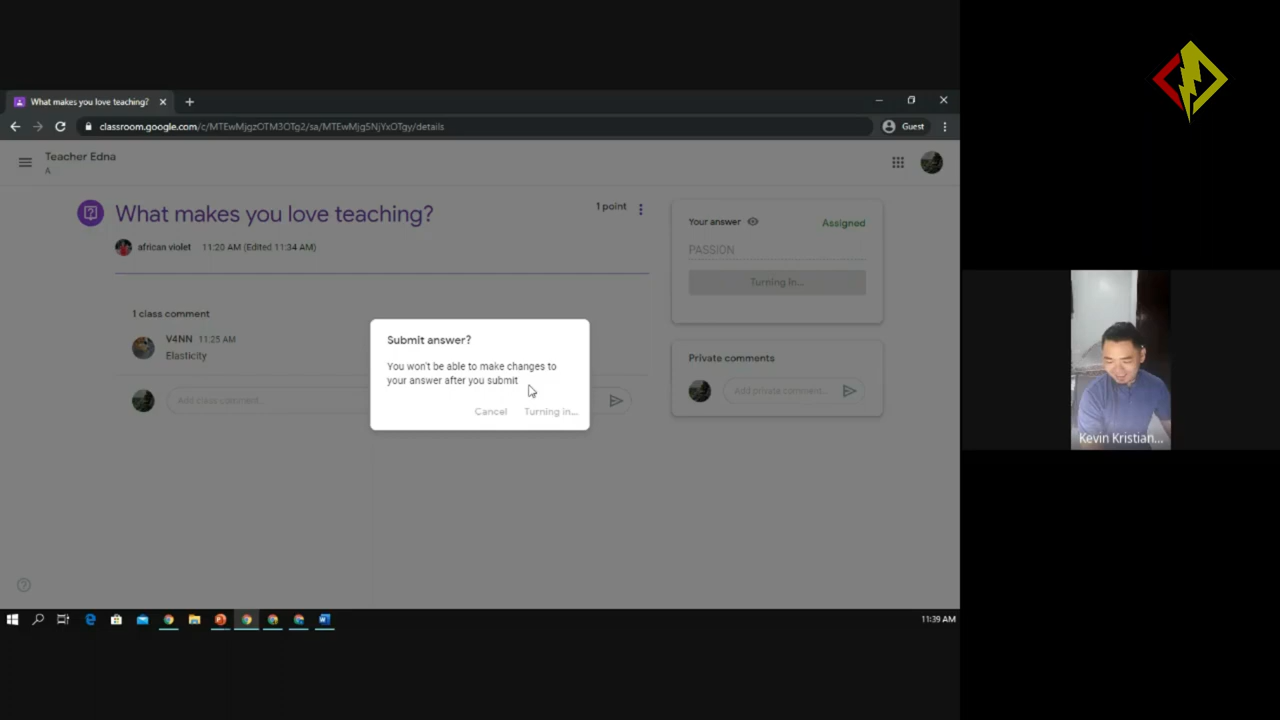 What makes you love teaching?
classroom.google.com/c/MTEwMjgzOTM3OTg2/sa/MTEwMjg5NjYxOTgy/details
Guest
Teacher Edna
A
What makes you love teaching?
1 point
african violet 11:20 AM (Edited 11:34 AM)
1 class comment
V4NN 11:25 AM
Elasticity
Add class comment...
Your answer
Assigned
PASSION
Turning in...
Private comments
Add private comment...
Submit answer?
You won't be able to make changes to
your answer after you submit
Cancel
Turning in...
Kevin Kristian...
11:39 AM